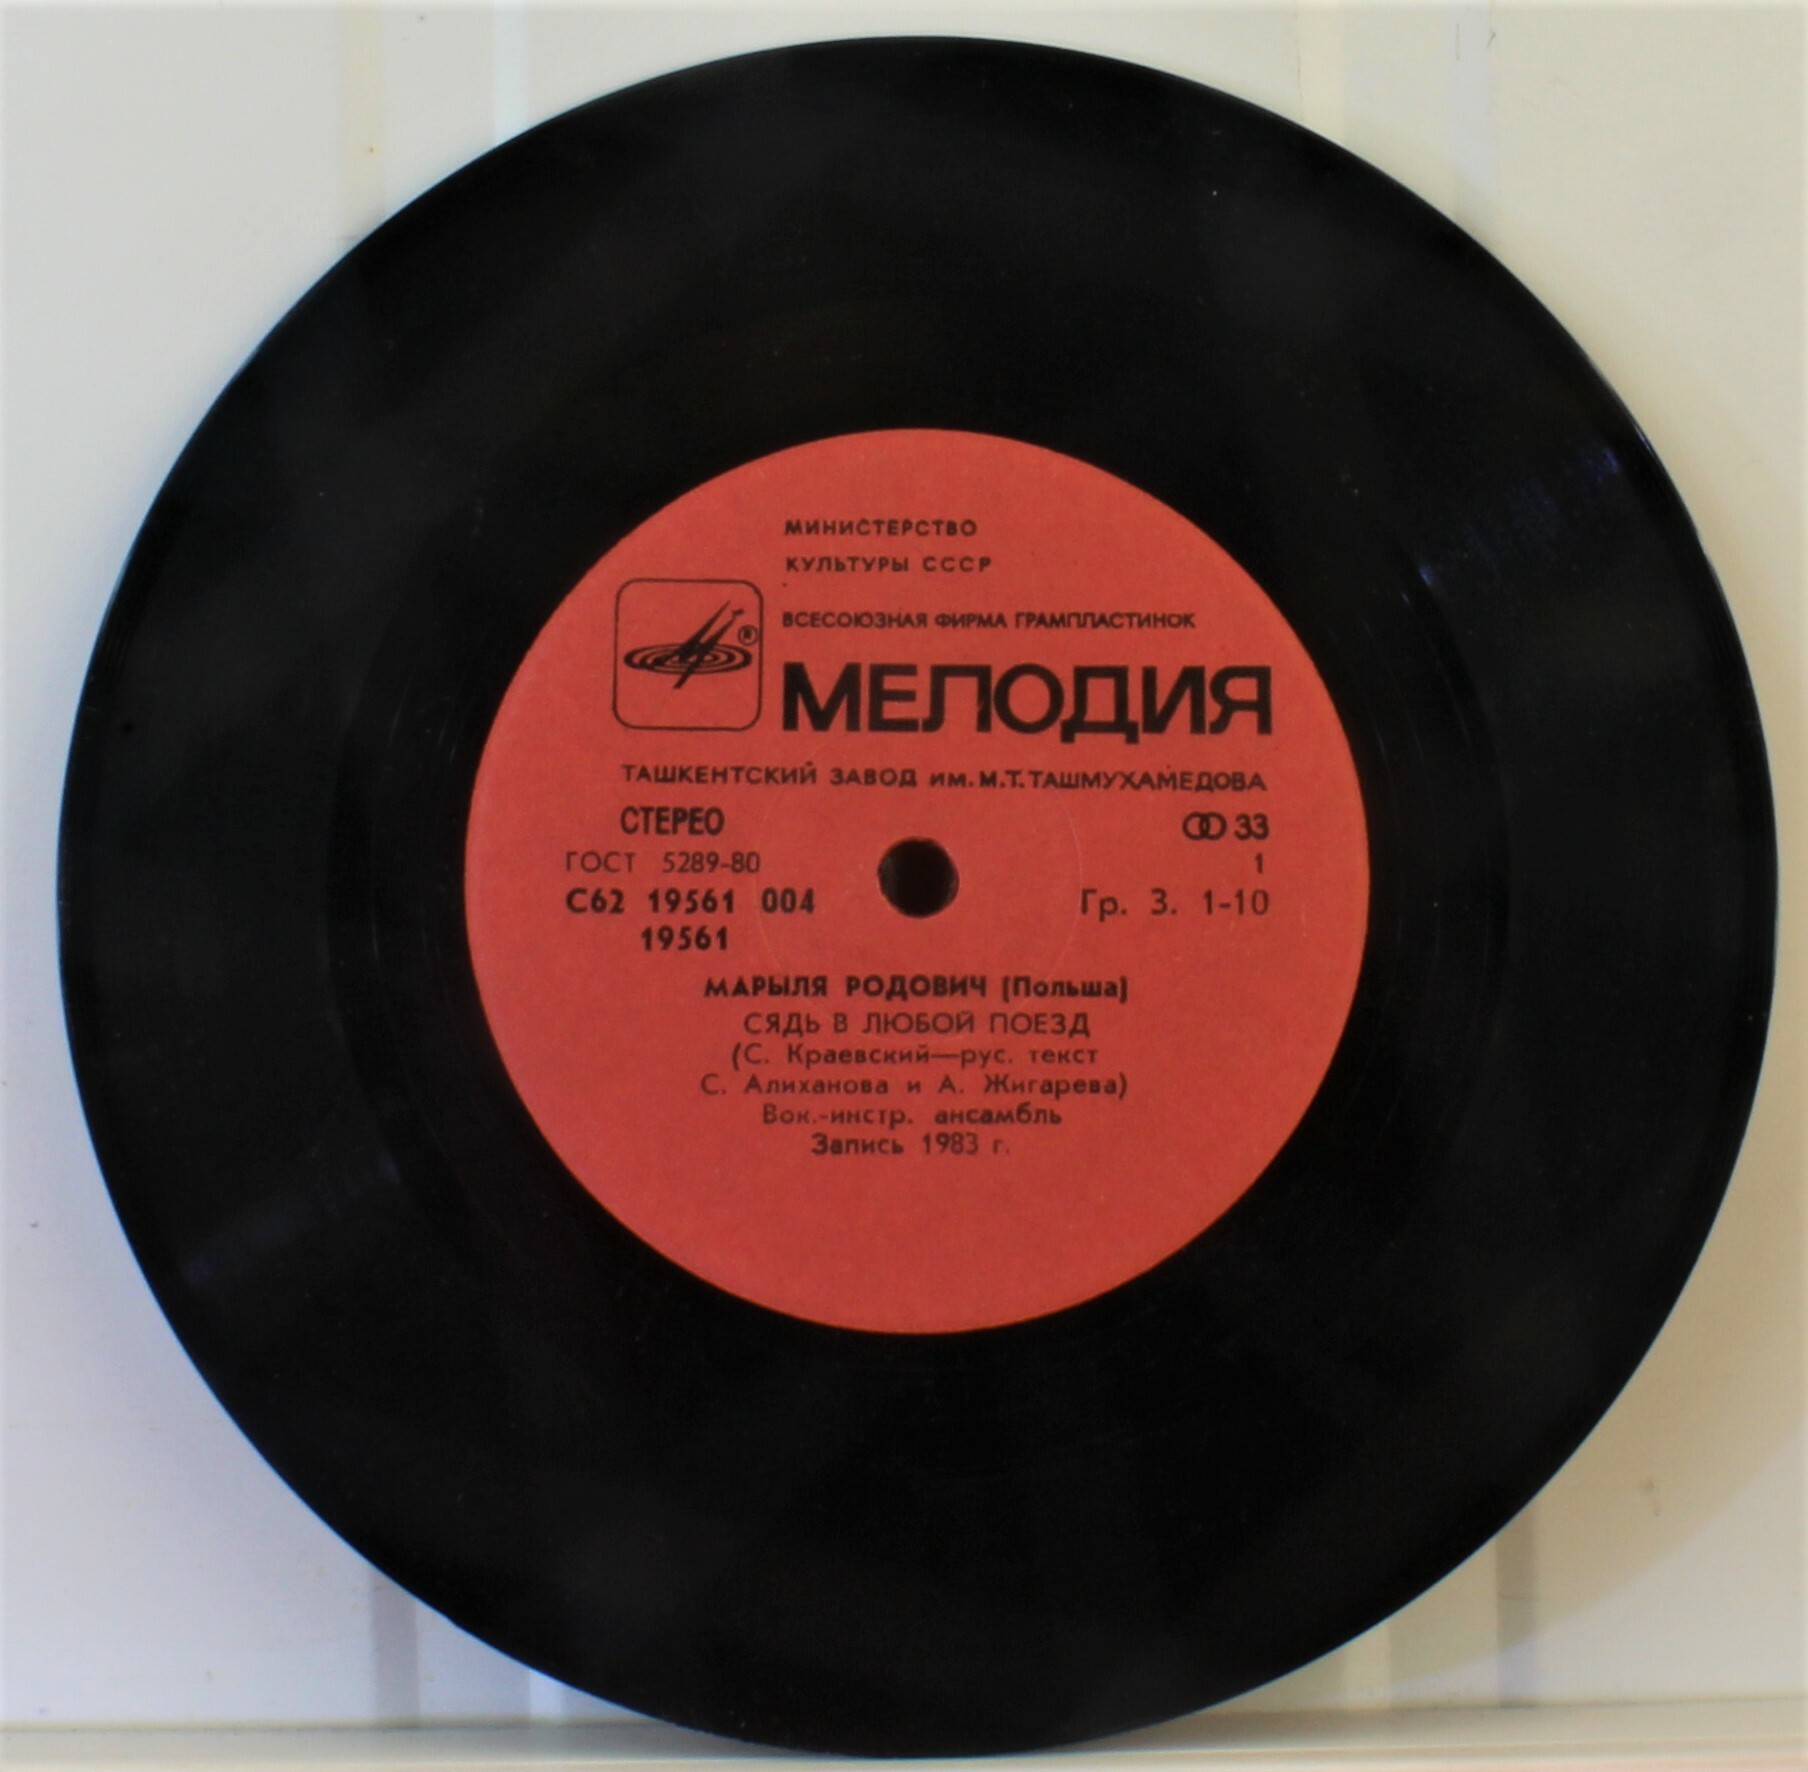 МИНИСТЕРСТВО
КУЛЬТУРЫ СССР
ВСЕСОЮЗНАЯ ФИРМА ГРАМПЛАСТИНОК
®
МЕЛОДИЯ
ТАШКЕНТСКИЙ ЗАВОД им. М.Т. ТАШМУХАМЕДОВА
СТЕРЕО 33
ГОСТ 5289-80 1
С62 19561 004 Гр. 3. 1-10
19561
МАРЫЛЯ РОДОВИЧ (Польша)
СЯДЬ В ЛЮБОЙ ПОЕЗД
(С. Краевский—рус. текст
С. Алиханова и А. Жигарева)
Вок.-инстр. ансамбль
Запись 1983 г.